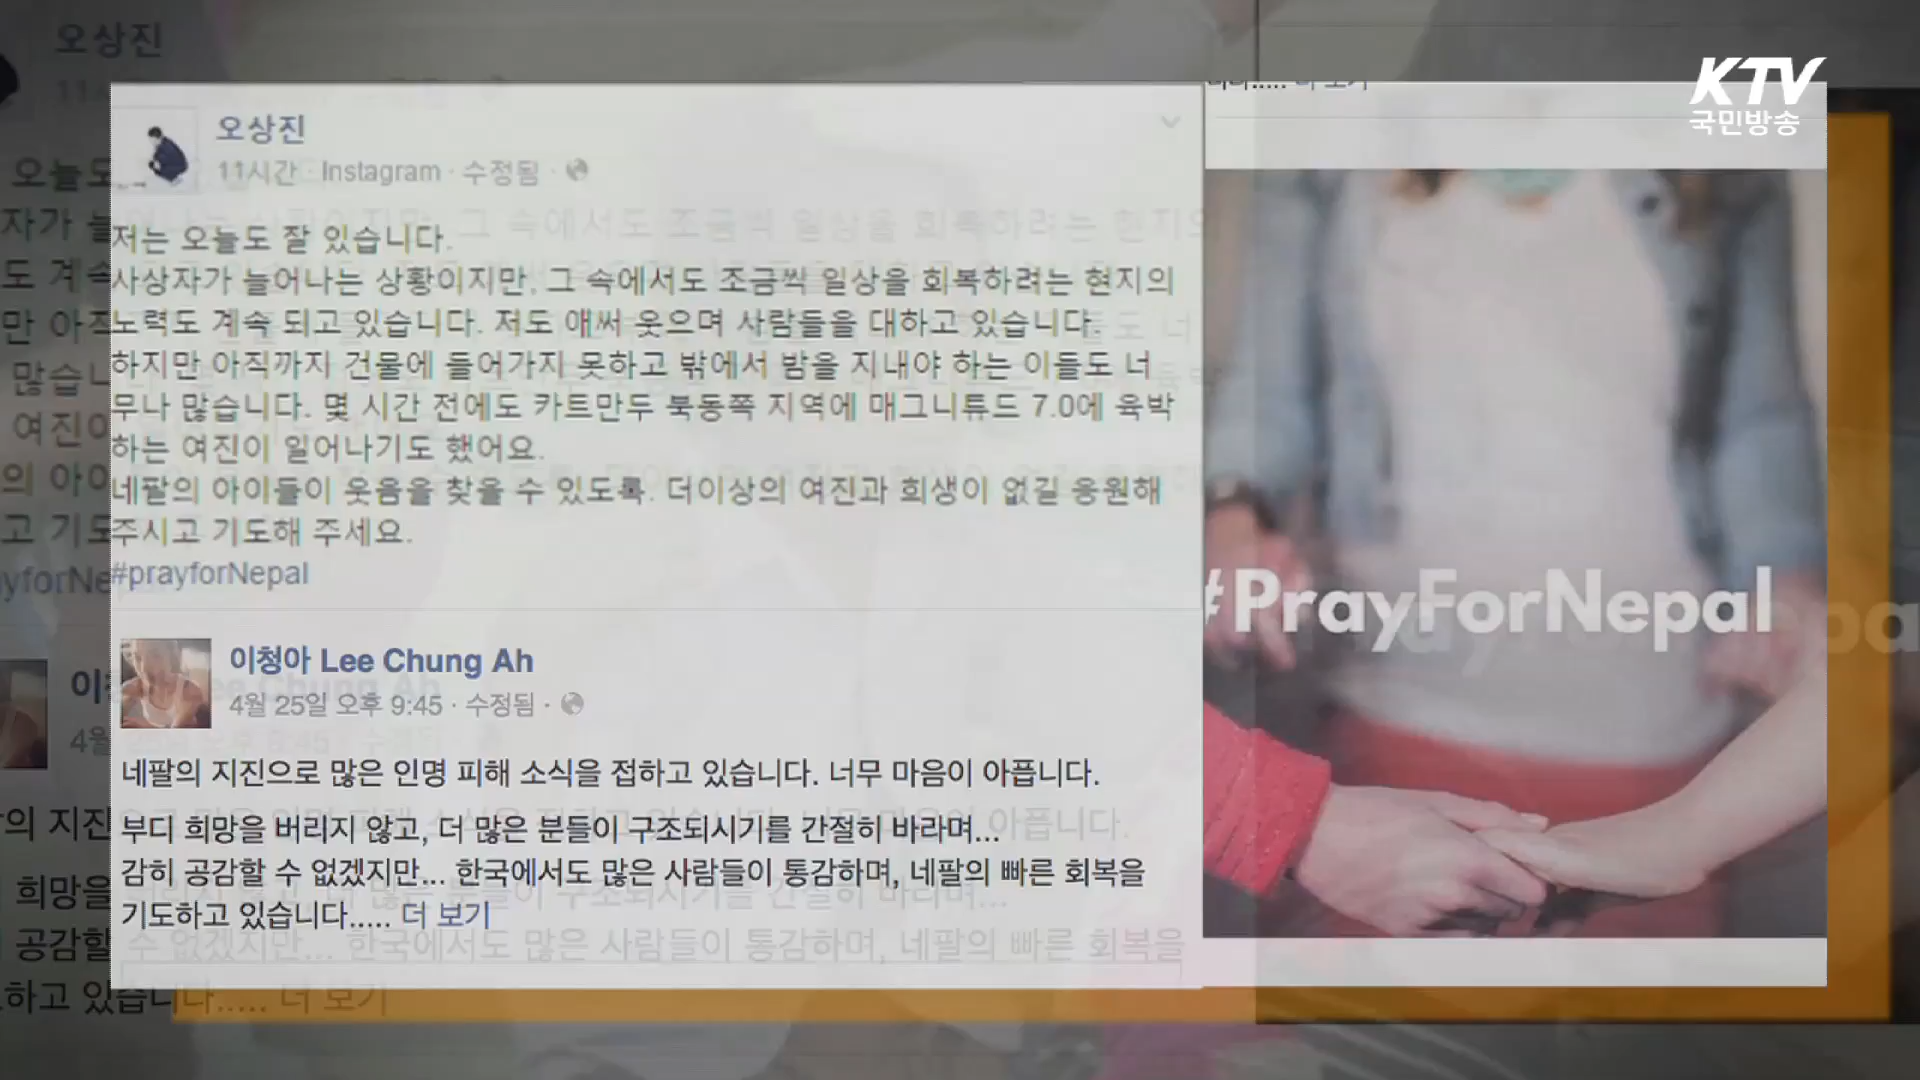 KTV
국민방송
오상진
11시간 · Instagram · 수정됨 ·
저는 오늘도 잘 있습니다.
사상자가 늘어나는 상황이지만. 그 속에서도 조금씩 일상을 회복하려는 현지의
노력도 계속 되고 있습니다. 저도 애써 웃으며 사람들을 대하고 있습니다.
하지만 아직까지 건물에 들어가지 못하고 밖에서 밤을 지내야 하는 이들도 너
무나 많습니다. 몇 시간 전에도 카트만두 북동쪽 지역에 매그니튜드 7.0에 육박
하는 여진이 일어나기도 했어요.
네팔의 아이들이 웃음을 찾을 수 있도록. 더이상의 여진과 희생이 없길 응원해
주시고 기도해 주세요.
#prayforNepal
이청아 Lee Chung Ah
4월 25일 오후 9:45 · 수정됨 ·
네팔의 지진으로 많은 인명 피해 소식을 접하고 있습니다. 너무 마음이 아픕니다.
부디 희망을 버리지 않고, 더 많은 분들이 구조되시기를 간절히 바라며...
감히 공감할 수 없겠지만... 한국에서도 많은 사람들이 통감하며, 네팔의 빠른 회복을
기도하고 있습니다..... 더 보기
#PrayForNepal